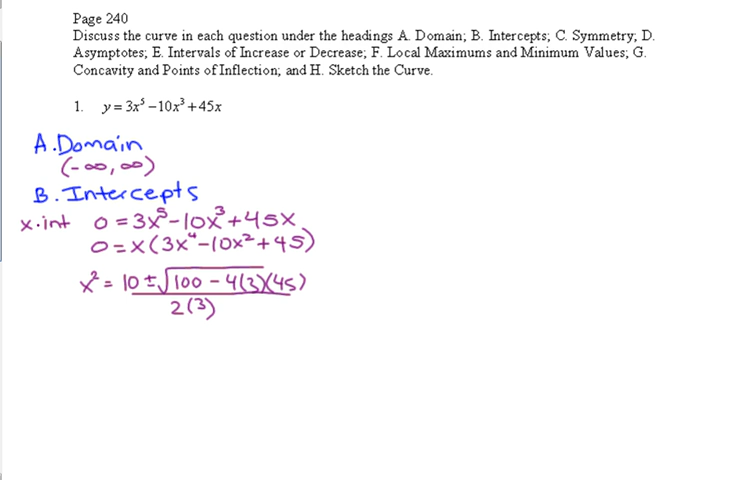 Page 240
Discuss the curve in each question under the headings A. Domain; B. Intercepts; C. Symmetry; D.
Asymptotes; E. Intervals of Increase or Decrease; F. Local Maximums and Minimum Values; G.
Concavity and Points of Inflection; and H. Sketch the Curve.
1. y = 3x⁵ − 10x³ + 45x
A. Domain
(-∞, ∞)
B. Intercepts
x-int 0 = 3x⁵ - 10x³ + 45x
0 = x(3x⁴ - 10x² + 45)
x² = 10 ± √100 - 4(3)(45)
2(3)